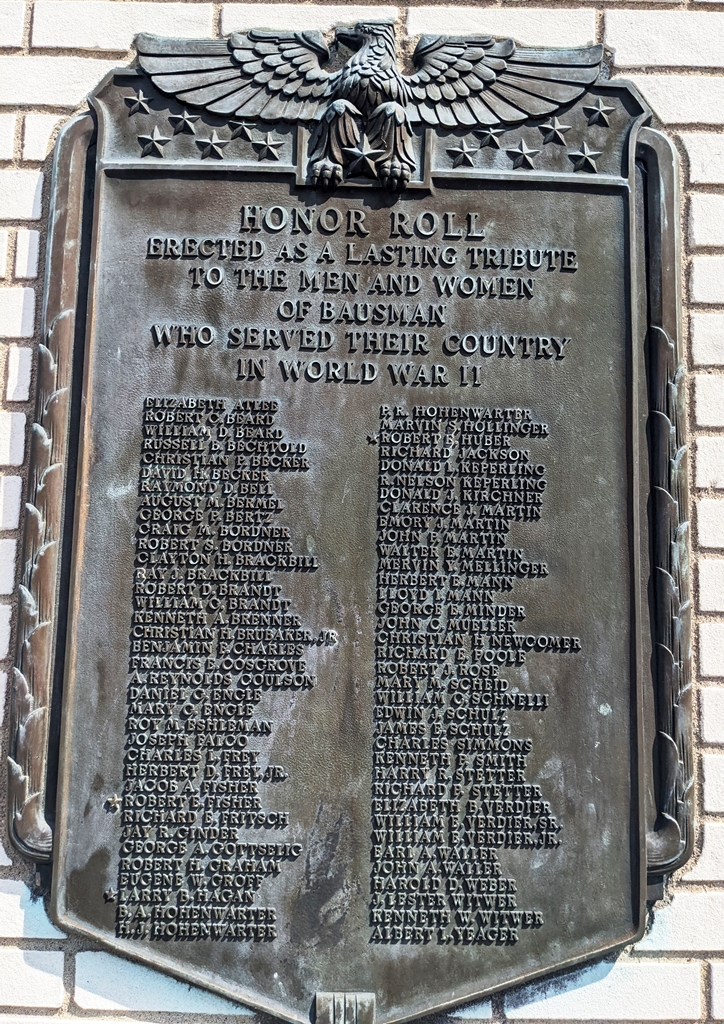 HONOR ROLL
ERECTED AS A LASTING TRIBUTE
TO THE MEN AND WOMEN
OF BAUSMAN
WHO SERVED THEIR COUNTRY
IN WORLD WAR II
ELIZABETH ATLEE
ROBERT C. BEARD
WILLIAM D. BEARD
RUSSELL B. BECHTOLD
CHRISTIAN F. BECKER
DAVID H. BECKER
RAYMOND D. BELL
AUGUST M. BERMEL
GEORGE F. BERTZ
CRAIG M. BORDNER
ROBERT S. BORDNER
CLAYTON H. BRACKBILL
RAY J. BRACKBILL
ROBERT D. BRANDT
WILLIAM C. BRANDT
KENNETH A. BRENNER
CHRISTIAN H. BRUBAKER, JR.
BENJAMIN F. CHARLES
FRANCIS L. COSGROVE
A. REYNOLDS COULSON
DANIEL C. ENGLE
MARY C. ENGLE
ROY M. ESHLEMAN
JOSEPH FALCO
CHARLES L. FREY
HERBERT D. FREY, JR.
JACOB A. FISHER
ROBERT E. FISHER
RICHARD E. FRITSCH
JAY R. GINDER
GEORGE A. GOTTSELIG
ROBERT H. GRAHAM
EUGENE W. GROFF
LARRY B. HAGAN
B. A. HOHENWARTER
H. J. HOHENWARTER
P. R. HOHENWARTER
MARVIN S. HOLLINGER
ROBERT B. HUBER
RICHARD JACKSON
DONALD L. KEPERLING
R. NELSON KEPERLING
DONALD J. KIRCHNER
CLARENCE J. MARTIN
EMORY J. MARTIN
JOHN F. MARTIN
WALTER E. MARTIN
MERVIN Y. MELLINGER
HERBERT E. MANN
LLOYD I. MANN
GEORGE B. MINDER
JOHN G. MUELLER
CHRISTIAN H. NEWCOMER
RICHARD E. POOLE
ROBERT J. ROSE
MARY M. SCHEID
WILLIAM C. SCHNELLI
EDWIN J. SCHULZ
JAMES E. SCHULZ
CHARLES SIMMONS
KENNETH F. SMITH
HARRY R. STETTER
RICHARD F. STETTER
ELIZABETH B. VERDIER
WILLIAM B. VERDIER, SR.
WILLIAM B. VERDIER, JR.
EARL A. WALLER
JOHN A. WALLER
HAROLD D. WEBER
J. LESTER WITWER
KENNETH W. WITWER
ALBERT L. YEAGER